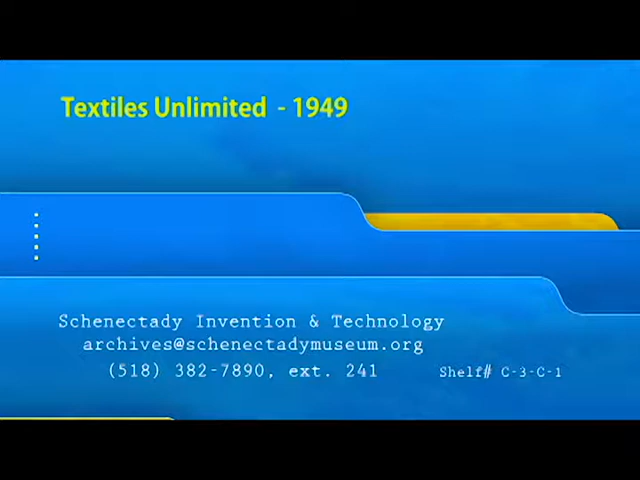 Textiles Unlimited - 1949
Schenectady Invention & Technology
archives@schenectadymuseum.org
(518) 382-7890, ext. 241
Shelf# C-3-C-1